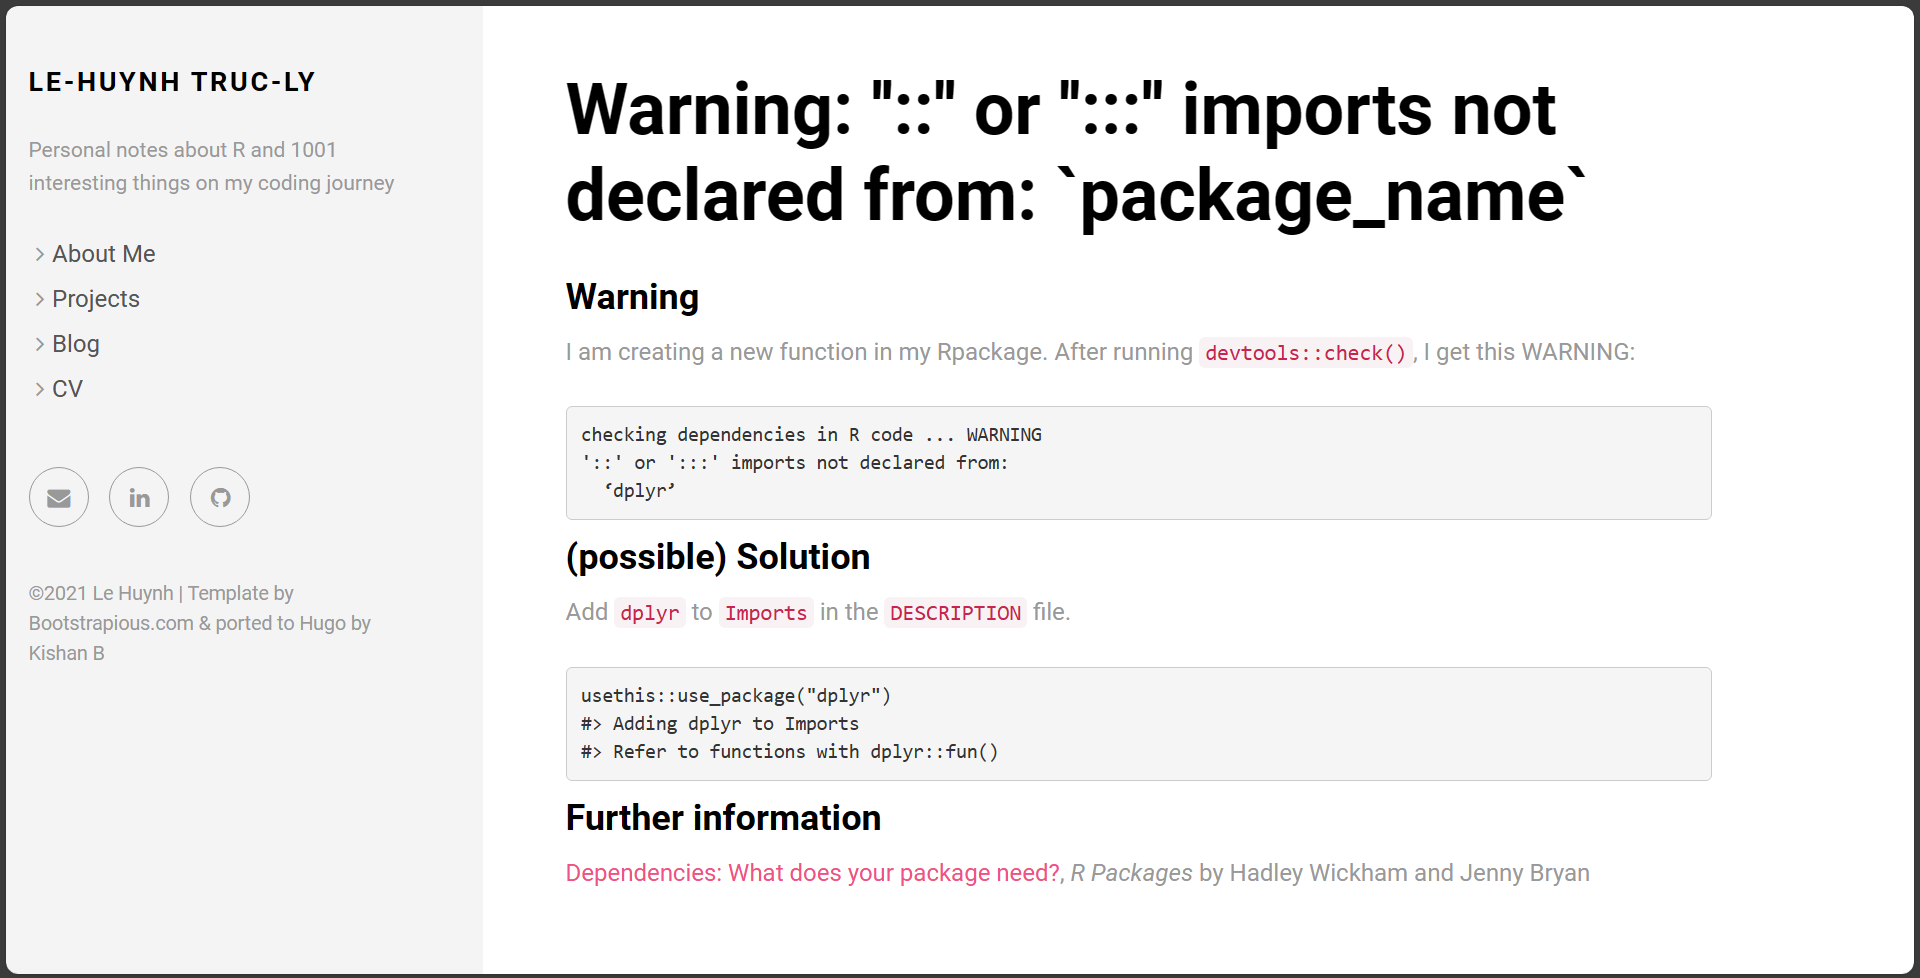 LE-HUYNH TRUC-LY
Personal notes about R and 1001
interesting things on my coding journey
About Me
Projects
Blog
CV
©2021 Le Huynh | Template by
Bootstrapious.com & ported to Hugo by
Kishan B
Warning: "::" or ":::" imports not
declared from: `package_name`
Warning
I am creating a new function in my Rpackage. After running devtools::check(), I get this WARNING:
checking dependencies in R code ... WARNING
'::' or ':::' imports not declared from:
  ‘dplyr’
(possible) Solution
Add dplyr to Imports in the DESCRIPTION file.
usethis::use_package("dplyr")
#> Adding dplyr to Imports
#> Refer to functions with dplyr::fun()
Further information
Dependencies: What does your package need?, R Packages by Hadley Wickham and Jenny Bryan